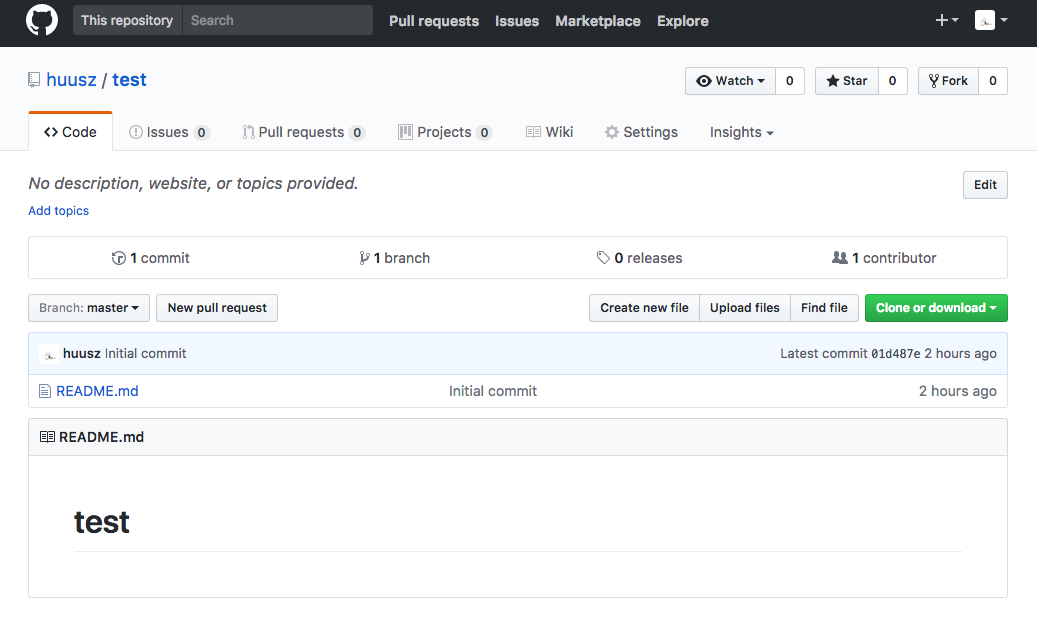 This repository Search Pull requests Issues Marketplace Explore
huusz / test Watch 0 Star 0 Fork 0
Code Issues 0 Pull requests 0 Projects 0 Wiki Settings Insights
No description, website, or topics provided. Edit
Add topics
1 commit 1 branch 0 releases 1 contributor
Branch: master New pull request Create new file Upload files Find file Clone or download
huusz Initial commit Latest commit 01d487e 2 hours ago
README.md Initial commit 2 hours ago
README.md
test